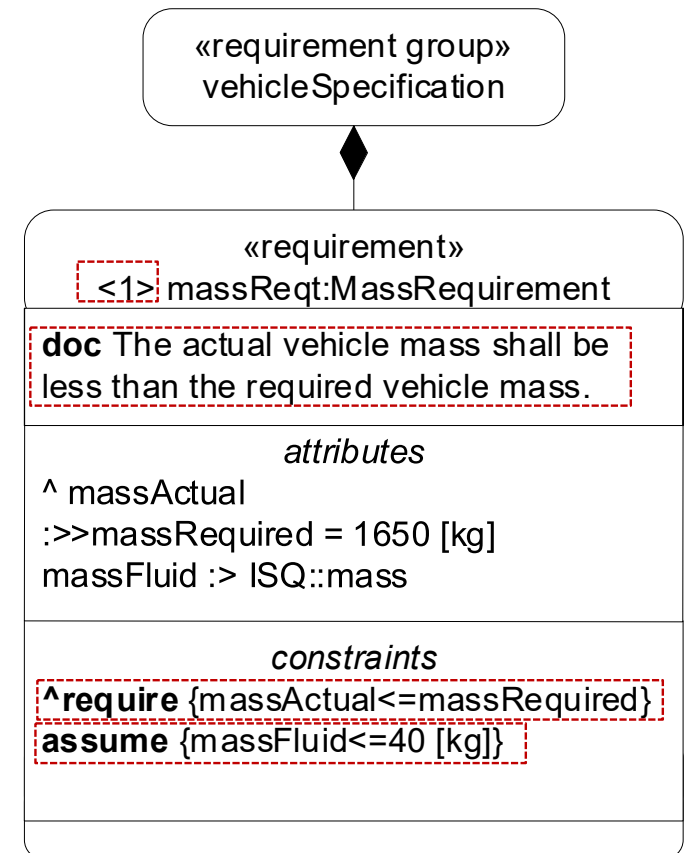 «requirement group»
vehicleSpecification
«requirement»
<1> massReqt:MassRequirement
doc The actual vehicle mass shall be
less than the required vehicle mass.
attributes
^ massActual
:>>massRequired = 1650 [kg]
massFluid :> ISQ::mass
constraints
^require {massActual<=massRequired}
assume {massFluid<=40 [kg]}